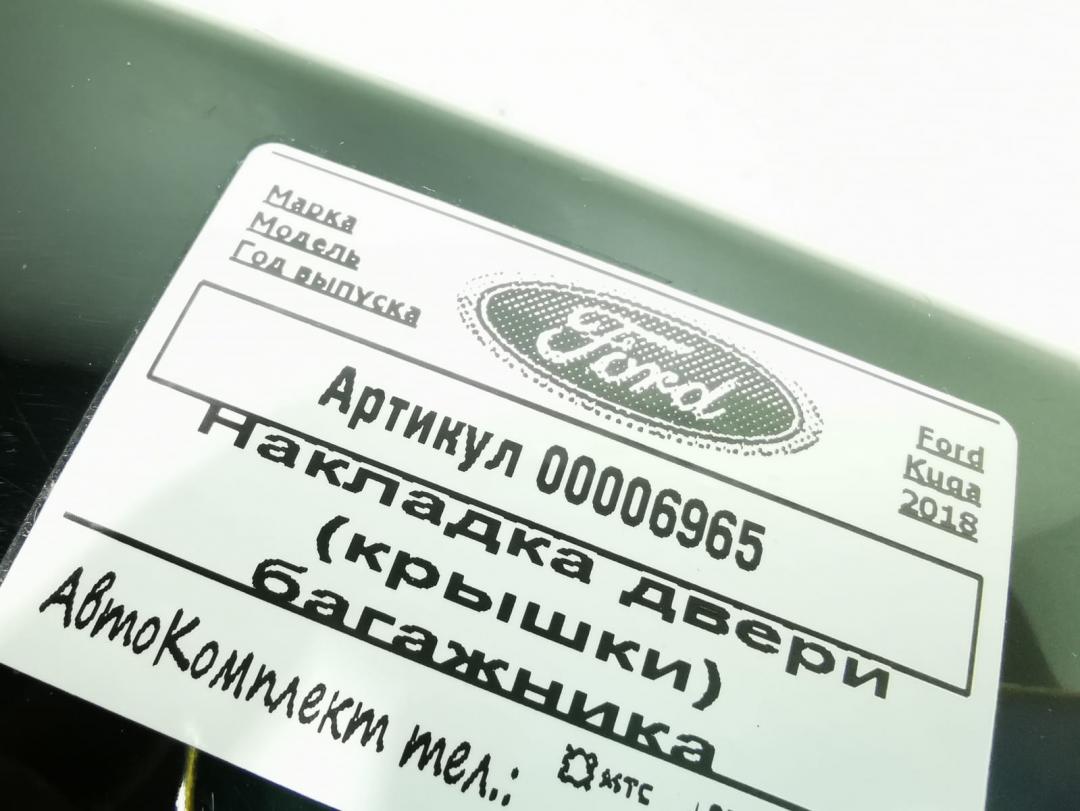 Марка
Модель
Год выпуска
Ford
Ford
Kuga
2018
Артикул 00006965
Накладка двери
(крышки)
багажника
АвтоКомплект тел.:
мтс